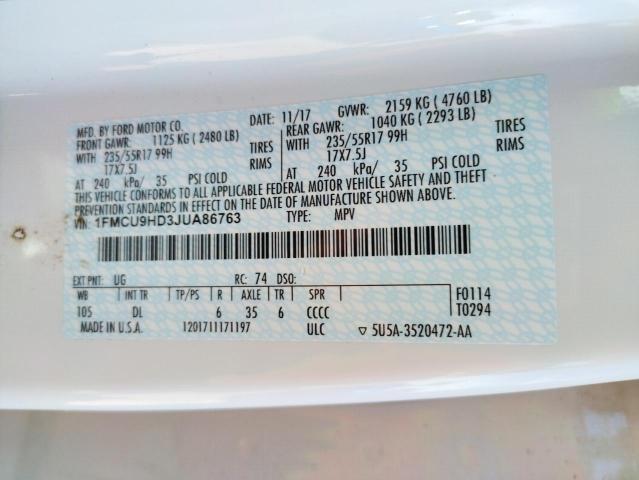 MFD. BY FORD MOTOR CO.
DATE: 11/17 GVWR: 2159 KG ( 4760 LB)
FRONT GAWR: 1125 KG ( 2480 LB)
REAR GAWR: 1040 KG ( 2293 LB)
WITH 235/55R17 99H TIRES
WITH 235/55R17 99H TIRES
17X7.5J RIMS
17X7.5J RIMS
AT 240 kPa/ 35 PSI COLD
AT 240 kPa/ 35 PSI COLD
THIS VEHICLE CONFORMS TO ALL APPLICABLE FEDERAL MOTOR VEHICLE SAFETY AND THEFT
PREVENTION STANDARDS IN EFFECT ON THE DATE OF MANUFACTURE SHOWN ABOVE.
VIN: 1FMCU9HD3JUA86763 TYPE: MPV
EXT PNT: UG RC: 74 DSO:
WB INT TR TP/PS R AXLE TR SPR
105 DL 6 35 6 CCCC
F0114
T0294
MADE IN U.S.A. 1201711171197 ULC ▽ 5U5A-3520472-AA